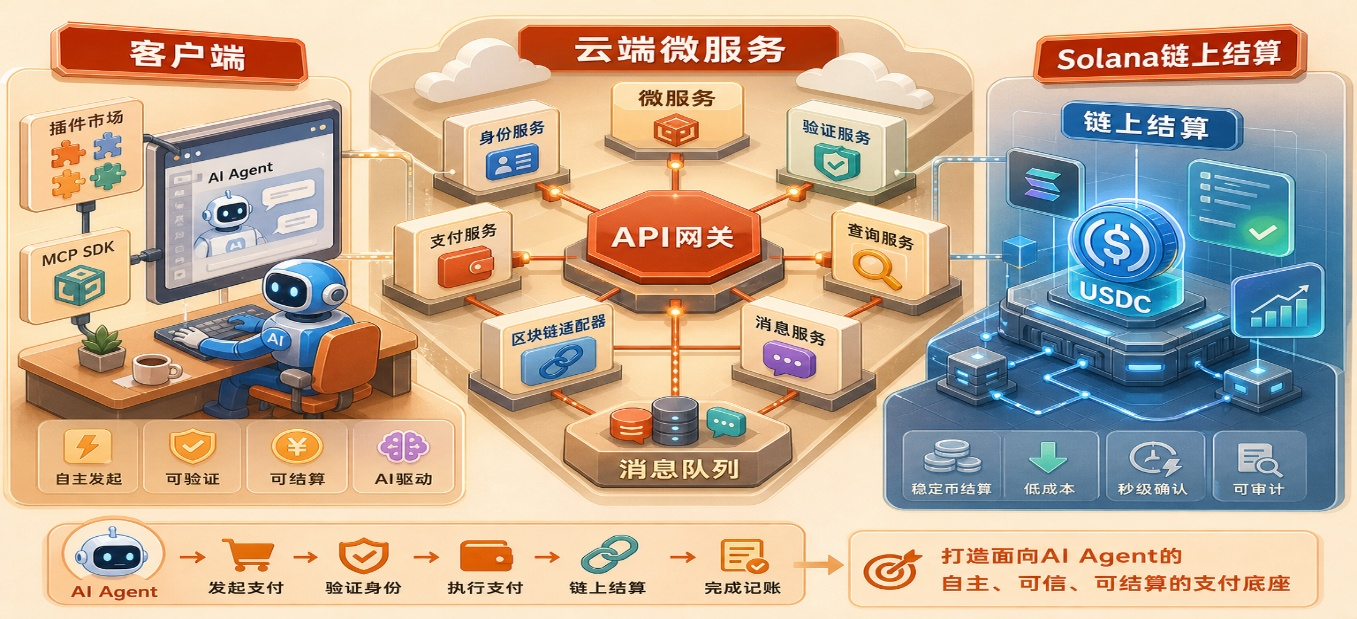 客户端
插件市场
MCP SDK
AI Agent
AI
AI
自主发起
可验证
¥
可结算
AI驱动
云端微服务
微服务
身份服务
验证服务
API网关
支付服务
查询服务
区块链适配器
消息服务
消息队列
Solana链上结算
链上结算
$
USDC
稳定币结算
低成本
秒级确认
可审计
AI Agent
发起支付
验证身份
执行支付
链上结算
完成记账
打造面向AI Agent的
自主、可信、可结算的支付底座